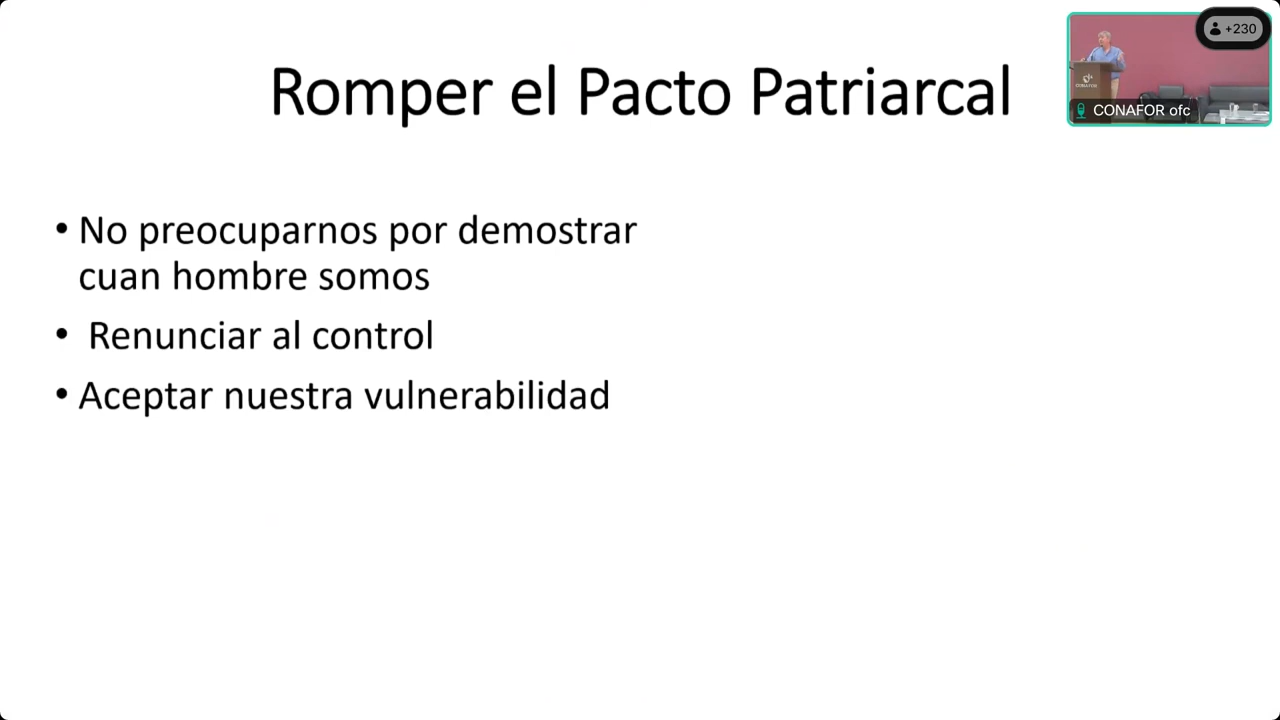 Romper el Pacto Patriarcal
+230
CONAFOR
CONAFOR ofc
• No preocuparnos por demostrar
cuan hombre somos
• Renunciar al control
• Aceptar nuestra vulnerabilidad